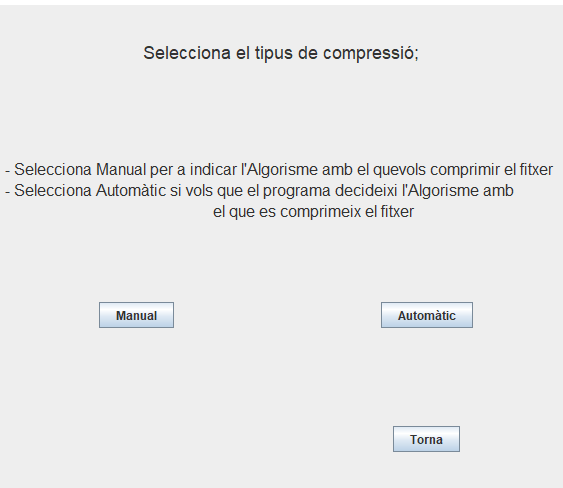 Selecciona el tipus de compressió;
- Selecciona Manual per a indicar l'Algorisme amb el quevols comprimir el fitxer
- Selecciona Automàtic si vols que el programa decideixi l'Algorisme amb
el que es comprimeix el fitxer
Manual
Automàtic
Torna